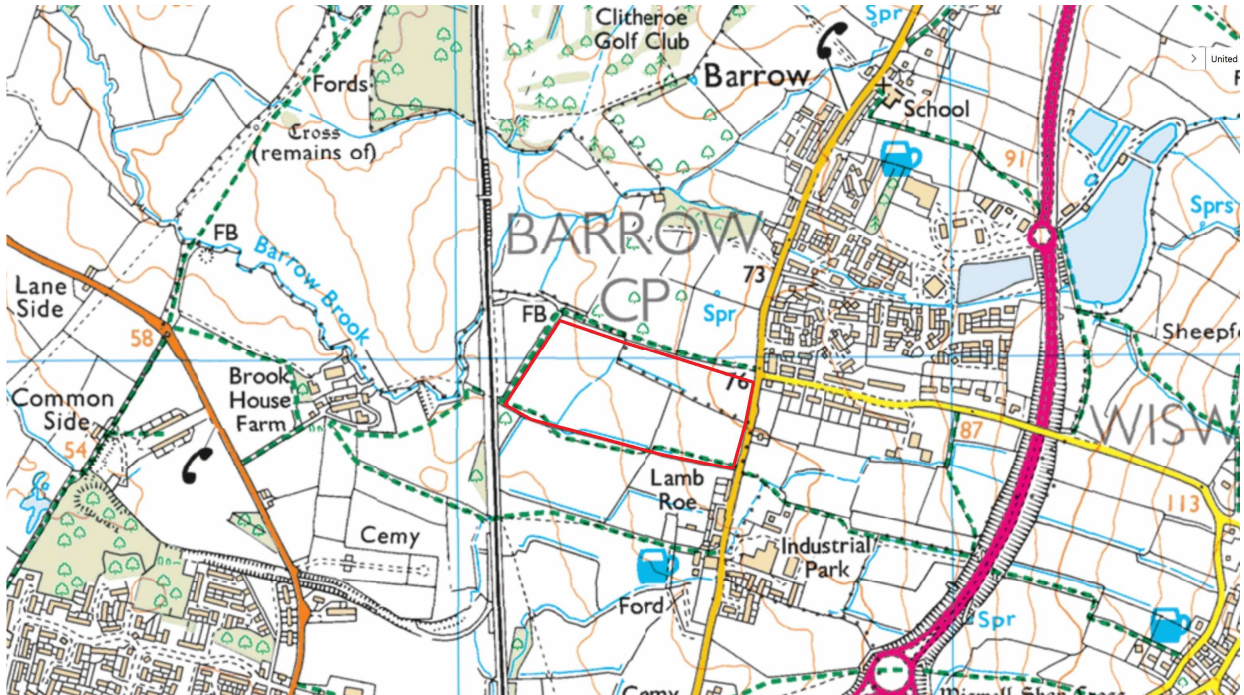 Clitheroe
Golf Club
Spr
United
Barrow
Fords
School
Cross
(remains of)
91
Sprs
BARROW
CP
FB
Barrow Brook
Lane
Side
73
Spr
FB
58
Sheepf
76
Brook
House
Farm
Common
Side
54
WISW
87
Lamb
Roe
113
Cemy
Industrial
Park
Ford
Spr
Cemy